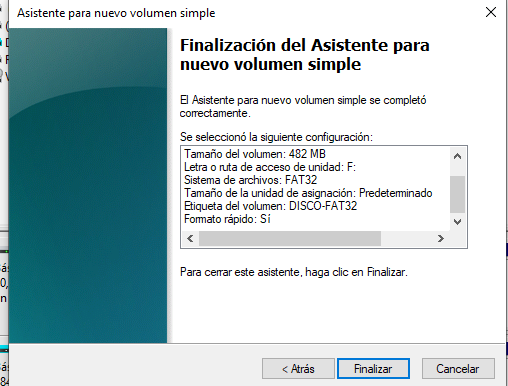 Asistente para nuevo volumen simple
Finalización del Asistente para
nuevo volumen simple
El Asistente para nuevo volumen simple se completó
correctamente.
Se seleccionó la siguiente configuración:
Tamaño del volumen: 482 MB
Letra o ruta de acceso de unidad: F:
Sistema de archivos: FAT32
Tamaño de la unidad de asignación: Predeterminado
Etiqueta del volumen: DISCO-FAT32
Formato rápido: Sí
Para cerrar este asistente, haga clic en Finalizar.
< Atrás
Finalizar
Cancelar